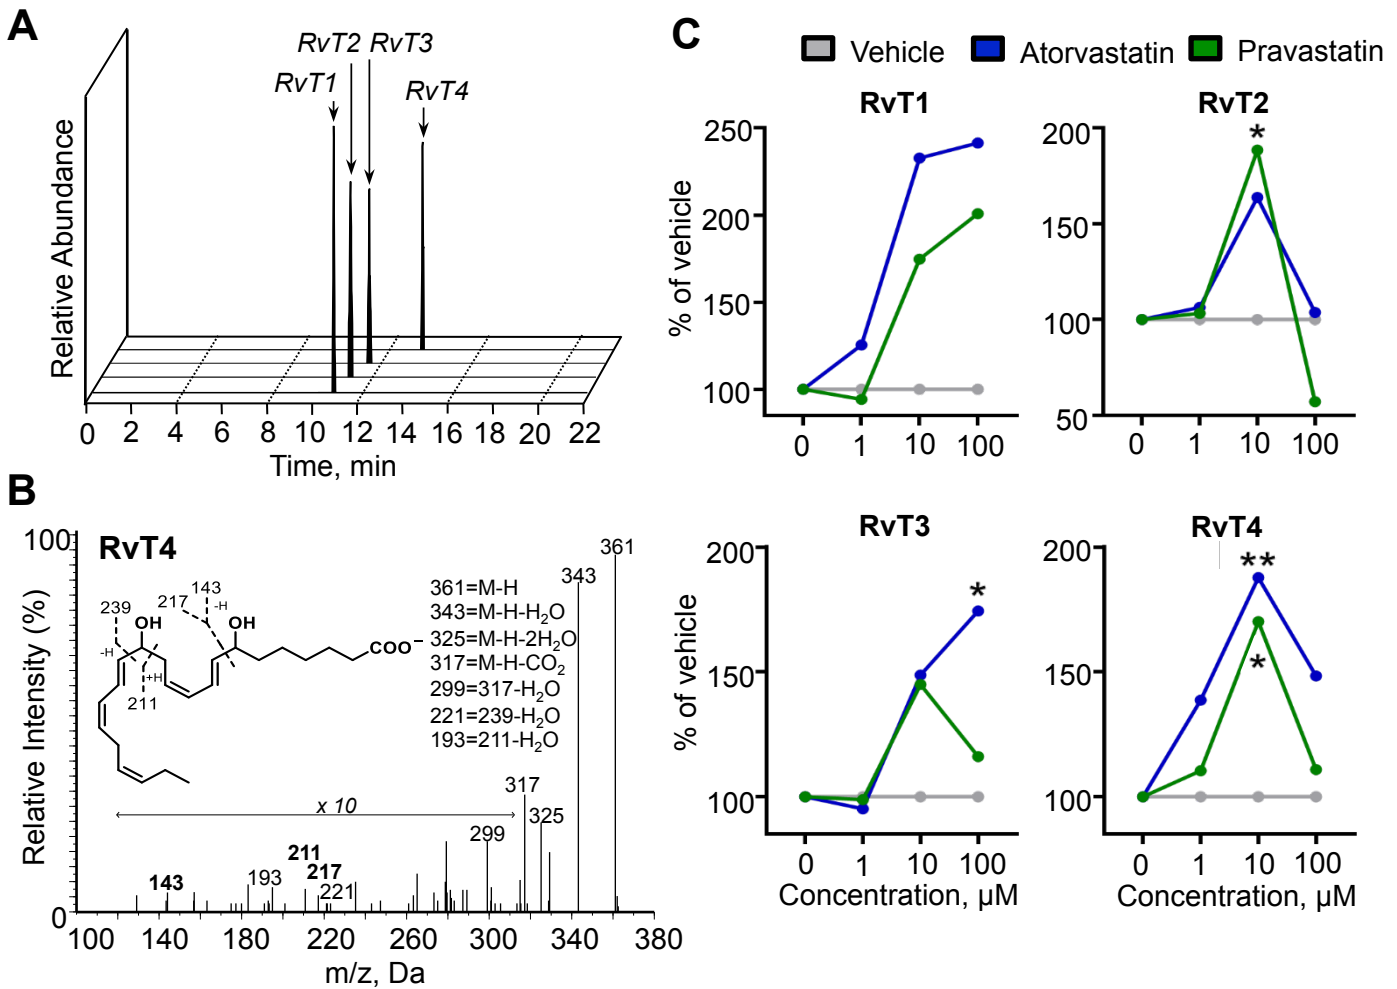 A
RvT2 RvT3
RvT1
RvT4
Relative Abundance
0 2 4 6 8 10 12 14 16 18 20 22
Time, min
B
RvT4
100
0
Relative Intensity (%)
361
343
361=M-H
343=M-H-H₂O
325=M-H-2H₂O
317=M-H-CO₂
299=317-H₂O
221=239-H₂O
193=211-H₂O
143
217
-H
239
OH
OH
COO⁻
-H
+H
211
x 10
317
325
299
211
217
143
193
221
100 140 180 220 260 300 340 380
m/z, Da
C
Vehicle Atorvastatin Pravastatin
RvT1
% of vehicle
250
200
150
100
0 1 10 100
RvT2
200
150
100
50
*
0 1 10 100
RvT3
% of vehicle
200
150
100
*
0 1 10 100
Concentration, µM
RvT4
200
150
100
**
*
0 1 10 100
Concentration, µM